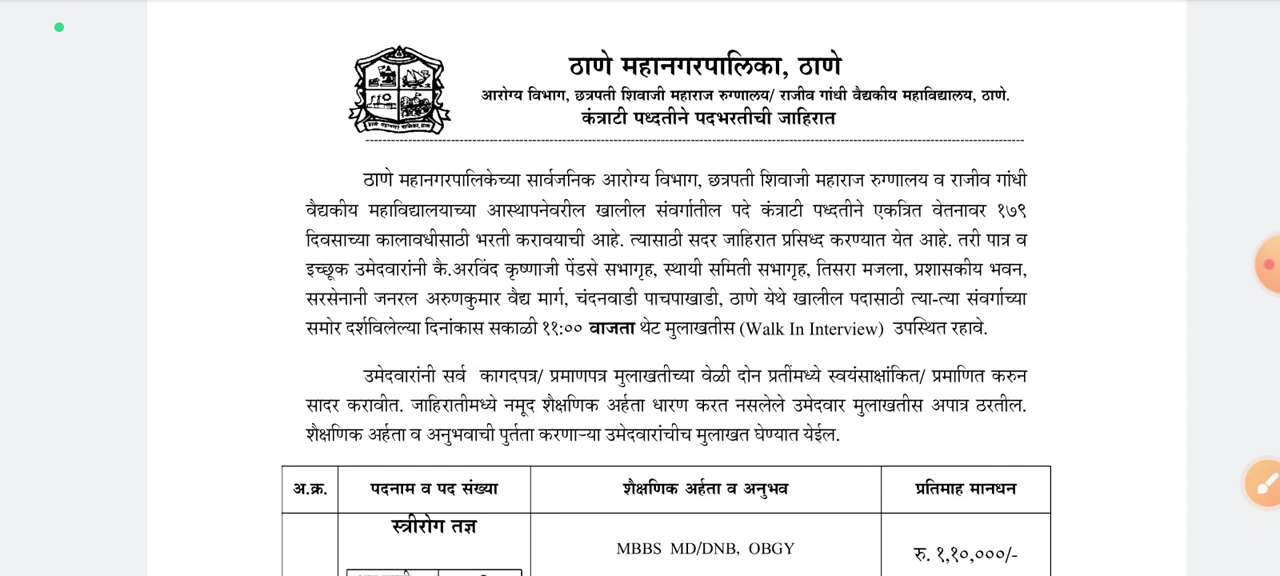 ठाणे महानगरपालिका, ठाणे
आरोग्य विभाग, छत्रपती शिवाजी महाराज रुग्णालय/ राजीव गांधी वैद्यकीय महाविद्यालय, ठाणे.
कंत्राटी पध्दतीने पदभरतीची जाहिरात
ठाणे महानगरपालिकेच्या सार्वजनिक आरोग्य विभाग, छत्रपती शिवाजी महाराज रुग्णालय व राजीव गांधी
वैद्यकीय महाविद्यालयाच्या आस्थापनेवरील खालील संवर्गातील पदे कंत्राटी पध्दतीने एकत्रित वेतनावर १७९
दिवसाच्या कालावधीसाठी भरती करावयाची आहे. त्यासाठी सदर जाहिरात प्रसिध्द करण्यात येत आहे. तरी पात्र व
इच्छूक उमेदवारांनी कै.अरविंद कृष्णाजी पेंडसे सभागृह, स्थायी समिती सभागृह, तिसरा मजला, प्रशासकीय भवन,
सरसेनानी जनरल अरुणकुमार वैद्य मार्ग, चंदनवाडी पाचपाखाडी, ठाणे येथे खालील पदासाठी त्या-त्या संवर्गाच्या
समोर दर्शविलेल्या दिनांकास सकाळी ११:०० वाजता थेट मुलाखतीस (Walk In Interview) उपस्थित रहावे.
उमेदवारांनी सर्व कागदपत्र/ प्रमाणपत्र मुलाखतीच्या वेळी दोन प्रतींमध्ये स्वयंसाक्षांकित/ प्रमाणित करुन
सादर करावीत. जाहिरातीमध्ये नमूद शैक्षणिक अर्हता धारण करत नसलेले उमेदवार मुलाखतीस अपात्र ठरतील.
शैक्षणिक अर्हता व अनुभवाची पुर्तता करणाऱ्या उमेदवारांचीच मुलाखत घेण्यात येईल.
अ.क्र. पदनाम व पद संख्या शैक्षणिक अर्हता व अनुभव प्रतिमाह मानधन
स्त्रीरोग तज्ञ
MBBS MD/DNB, OBGY रु. १,१०,०००/-